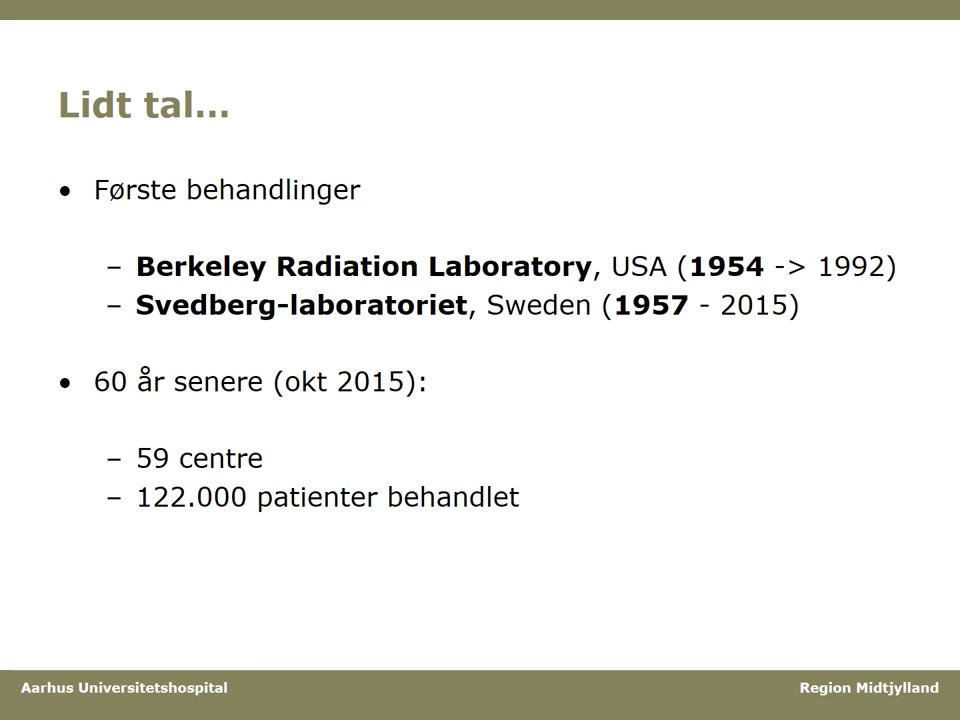 Lidt tal...
• Første behandlinger
– Berkeley Radiation Laboratory, USA (1954 -> 1992)
– Svedberg-laboratoriet, Sweden (1957 - 2015)
• 60 år senere (okt 2015):
– 59 centre
– 122.000 patienter behandlet
Aarhus Universitetshospital
Region Midtjylland